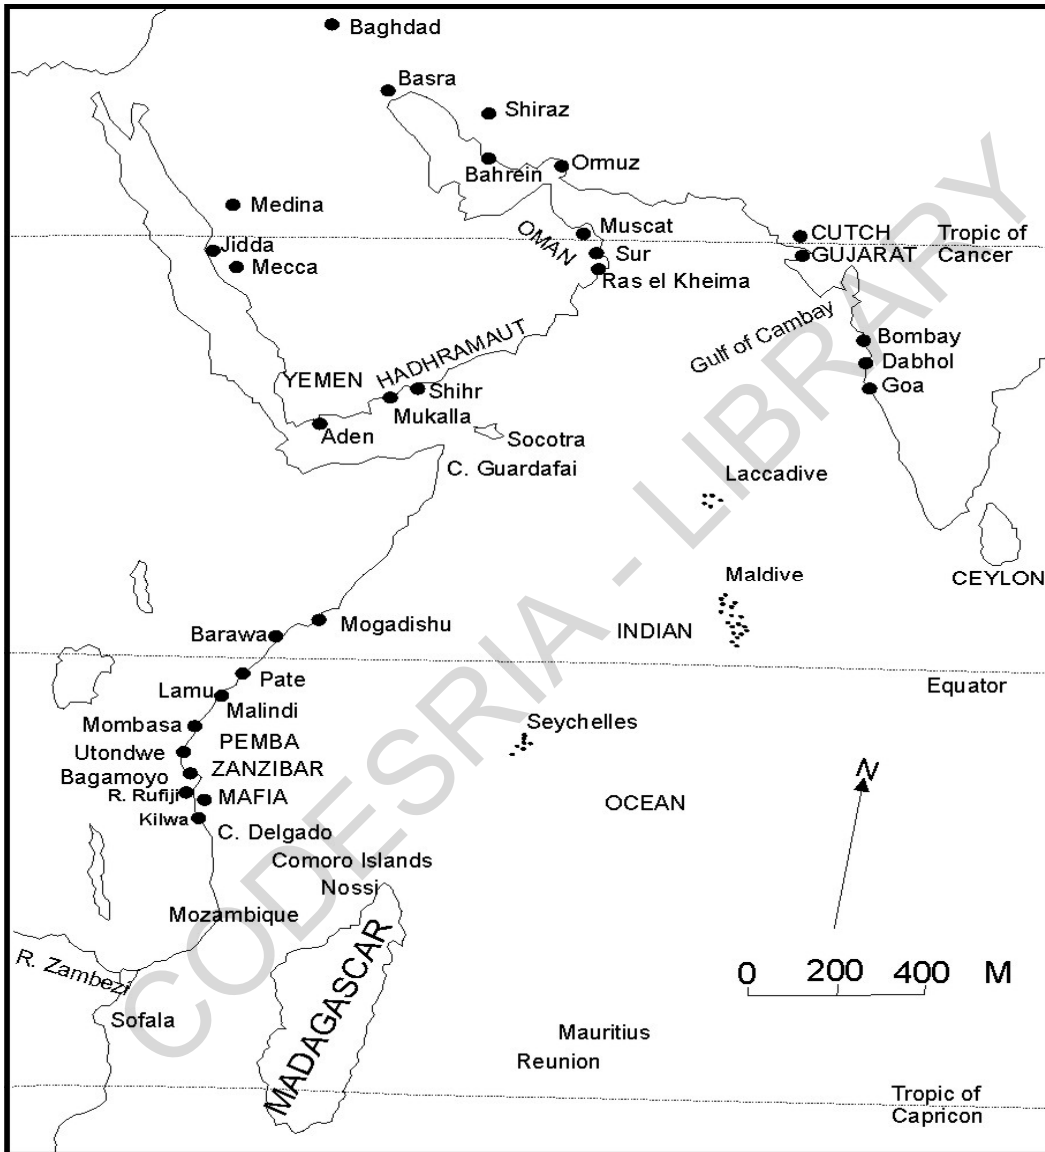 Baghdad
Basra
Shiraz
Bahrein
Ormuz
Medina
OMAN
Muscat
CUTCH
Tropic of
Cancer
Jidda
Sur
GUJARAT
Mecca
Ras el Kheima
Gulf of Cambay
Bombay
Dabhol
Goa
YEMEN
HADHRAMAUT
Shihr
Mukalla
Aden
Socotra
C. Guardafai
Laccadive
Maldive
CEYLON
Mogadishu
Barawa
INDIAN
Pate
Equator
Lamu
Malindi
Mombasa
Seychelles
PEMBA
Utondwe
ZANZIBAR
Bagamoyo
R. Rufiji
MAFIA
OCEAN
N
Kilwa
C. Delgado
Comoro Islands
Nossi
Mozambique
MADAGASCAR
R. Zambezi
0 200 400 M
Sofala
Mauritius
Reunion
Tropic of
Capricon
CODESRIA - LIBRARY